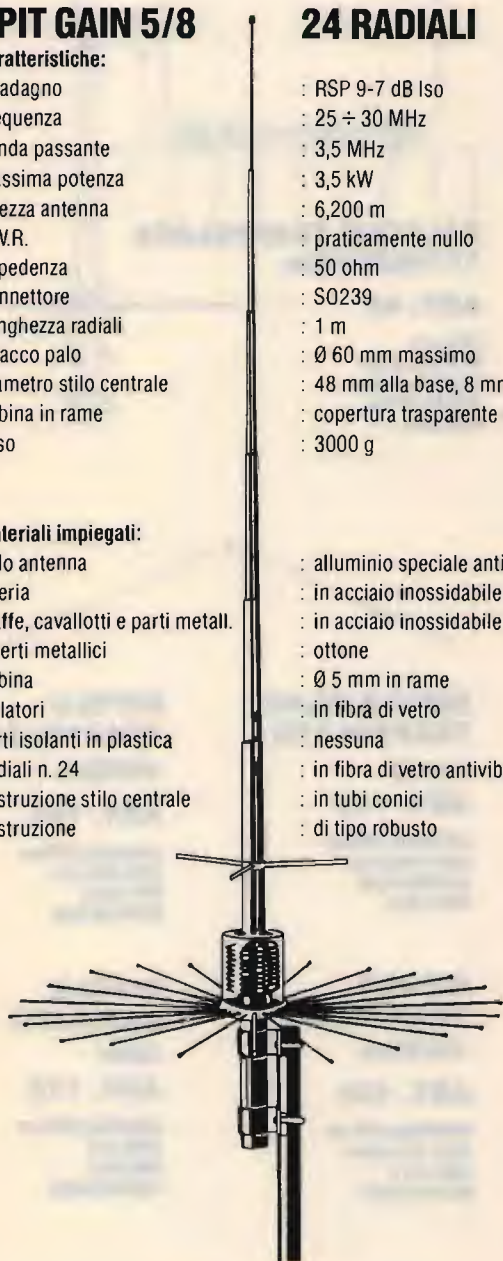 PIT GAIN 5/8 24 RADIALI
ratteristiche:
adagno : RSP 9-7 dB Iso
equenza : 25 ÷ 30 MHz
nda passante : 3,5 MHz
ssima potenza : 3,5 kW
ezza antenna : 6,200 m
W.R. : praticamente nullo
pedenza : 50 ohm
nnettore : SO239
nghezza radiali : 1 m
acco palo : Ø 60 mm massimo
ametro stilo centrale : 48 mm alla base, 8 mm
bina in rame : copertura trasparente
so : 3000 g
ateriali impiegati:
lo antenna : alluminio speciale anti
eria : in acciaio inossidabile
affe, cavallotti e parti metall. : in acciaio inossidabile
erti metallici : ottone
bina : Ø 5 mm in rame
latori : in fibra di vetro
rti isolanti in plastica : nessuna
diali n. 24 : in fibra di vetro antivib
struzione stilo centrale : in tubi conici
struzione : di tipo robusto